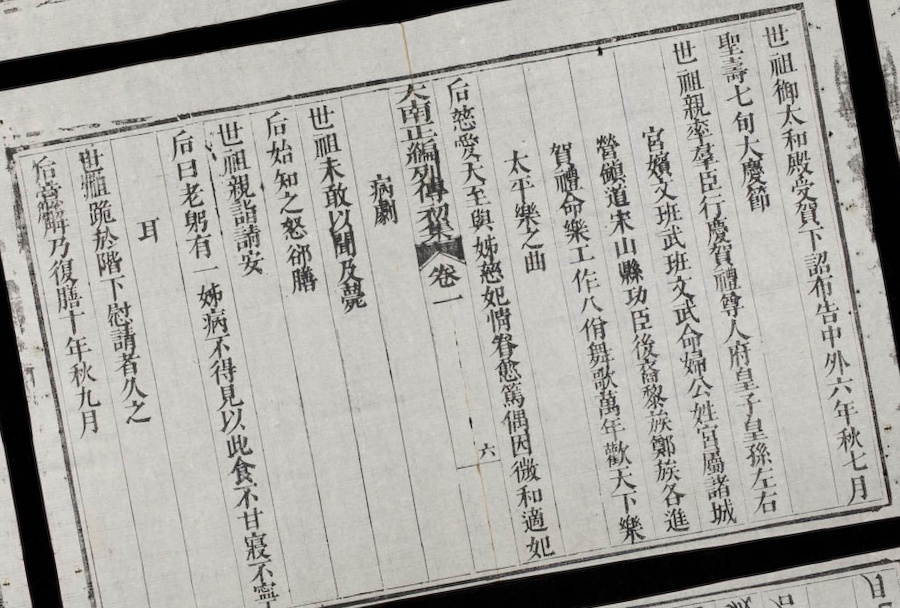 世祖御太和殿受賀下詔布告中外六年秋七月
聖壽七旬大慶節
世祖親率羣臣行慶賀禮尊人府皇子皇孫左右
宮嬪文班武班文武命婦公姓宮屬諸城
營鎮道宋山縣功臣後裔黎族鄭族各進
賀禮命樂工作八佾舞歌萬年歡天下樂
太平樂之曲
后慈愛大至與姊慈妃情眷愈篤偶因微和適妃
大南正編列傳初集
卷一
六
病劇
世祖未敢以聞及薨
后始知之怒卻膳
世祖親詣請安
后曰老躬有一姊病不得見以此食不甘寢不寧
耳
世祖跪於階下慰請者久之
后意解乃復膳十年秋九月